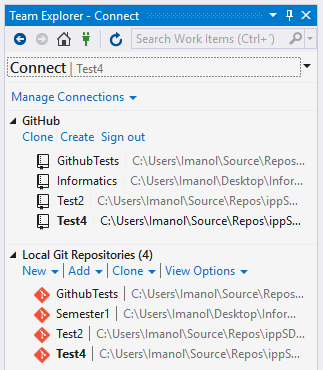 Team Explorer - Connect
Search Work Items (Ctrl+´)
Connect | Test4
Manage Connections
GitHub
Clone Create Sign out
GithubTests C:\Users\Imanol\Source\Repos...
Informatics C:\Users\Imanol\Desktop\Infor...
Test2 C:\Users\Imanol\Source\Repos\ippS...
Test4 C:\Users\Imanol\Source\Repos\ippS...
Local Git Repositories (4)
New | Add | Clone | View Options
GithubTests | C:\Users\Imanol\Source\Repos...
Semester1 | C:\Users\Imanol\Desktop\Infor...
Test2 | C:\Users\Imanol\Source\Repos\ippSD...
Test4 | C:\Users\Imanol\Source\Repos\ippSD...